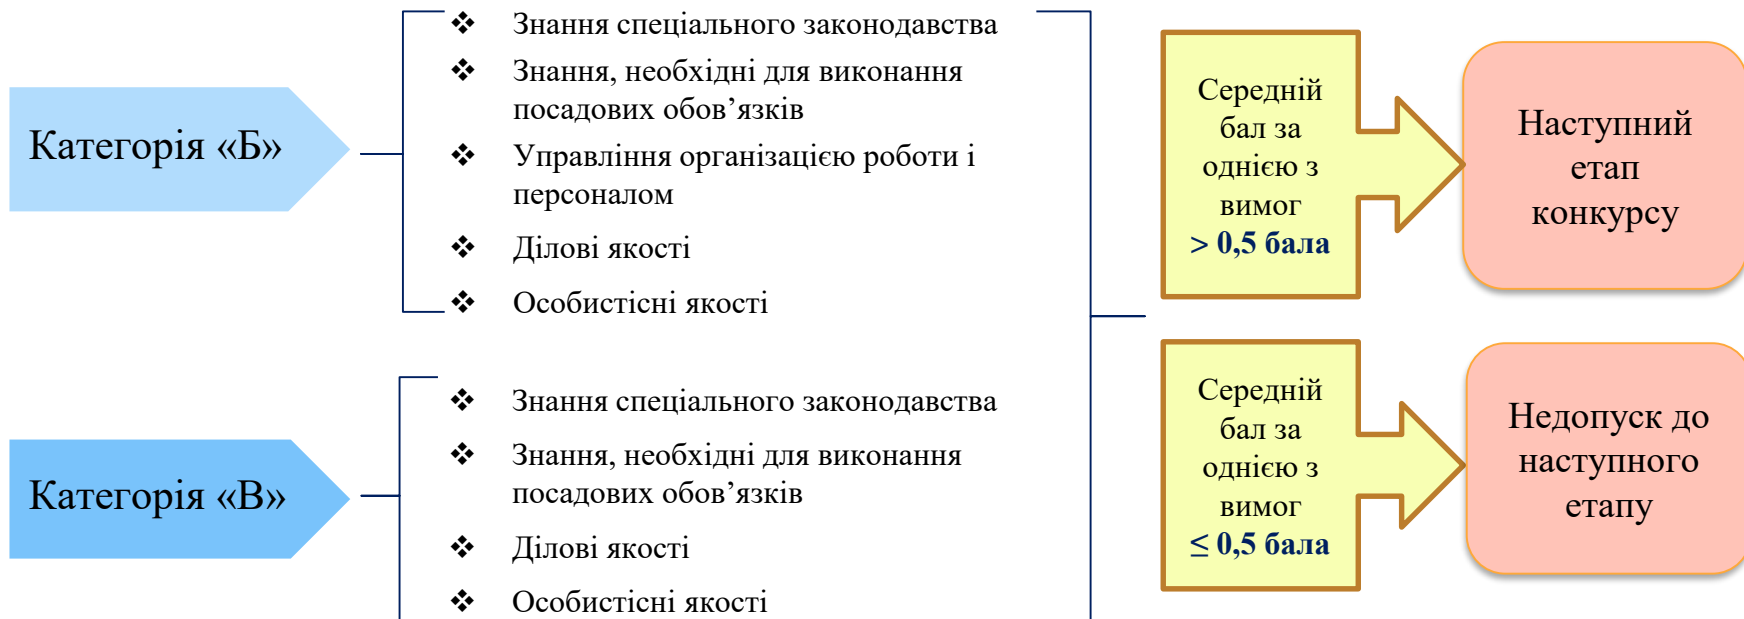 Категорія «Б»
❖ Знання спеціального законодавства
❖ Знання, необхідні для виконання
посадових обов’язків
❖ Управління організацією роботи і
персоналом
❖ Ділові якості
❖ Особистісні якості
Категорія «В»
❖ Знання спеціального законодавства
❖ Знання, необхідні для виконання
посадових обов’язків
❖ Ділові якості
❖ Особистісні якості
Середній
бал за
однією з
вимог
> 0,5 бала
Наступний
етап
конкурсу
Середній
бал за
однією з
вимог
≤ 0,5 бала
Недопуск до
наступного
етапу